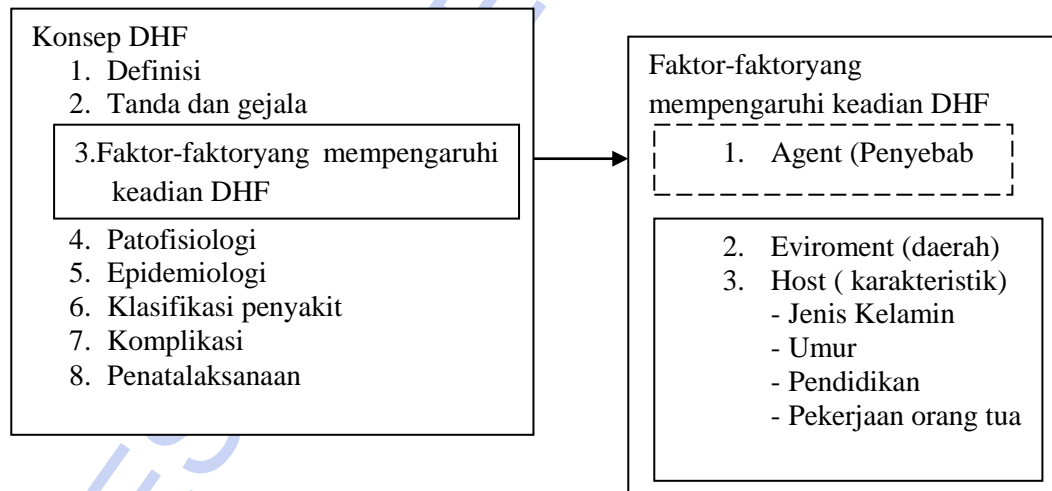 Konsep DHF
1. Definisi
2. Tanda dan gejala
3.Faktor-faktoryang mempengaruhi
keadian DHF
4. Patofisiologi
5. Epidemiologi
6. Klasifikasi penyakit
7. Komplikasi
8. Penatalaksanaan
Faktor-faktoryang
mempengaruhi keadian DHF
1. Agent (Penyebab
2. Eviroment (daerah)
3. Host ( karakteristik)
- Jenis Kelamin
- Umur
- Pendidikan
- Pekerjaan orang tua